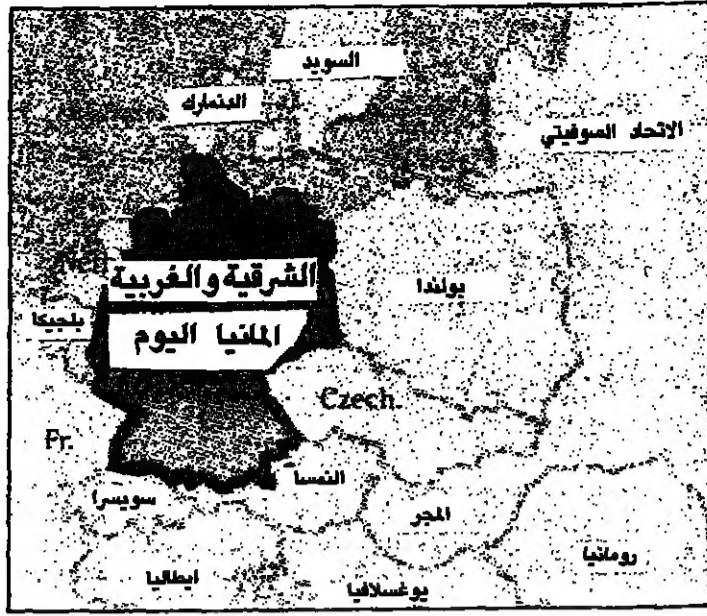 السويد
الدنمارك
الاتحاد السوفيتي
الشرقية والغربية
بولندا
بلجيكا
المانيا اليوم
Czech.
Fr.
النمسا
سويسرا
المجر
رومانيا
ايطاليا
يوغسلافيا